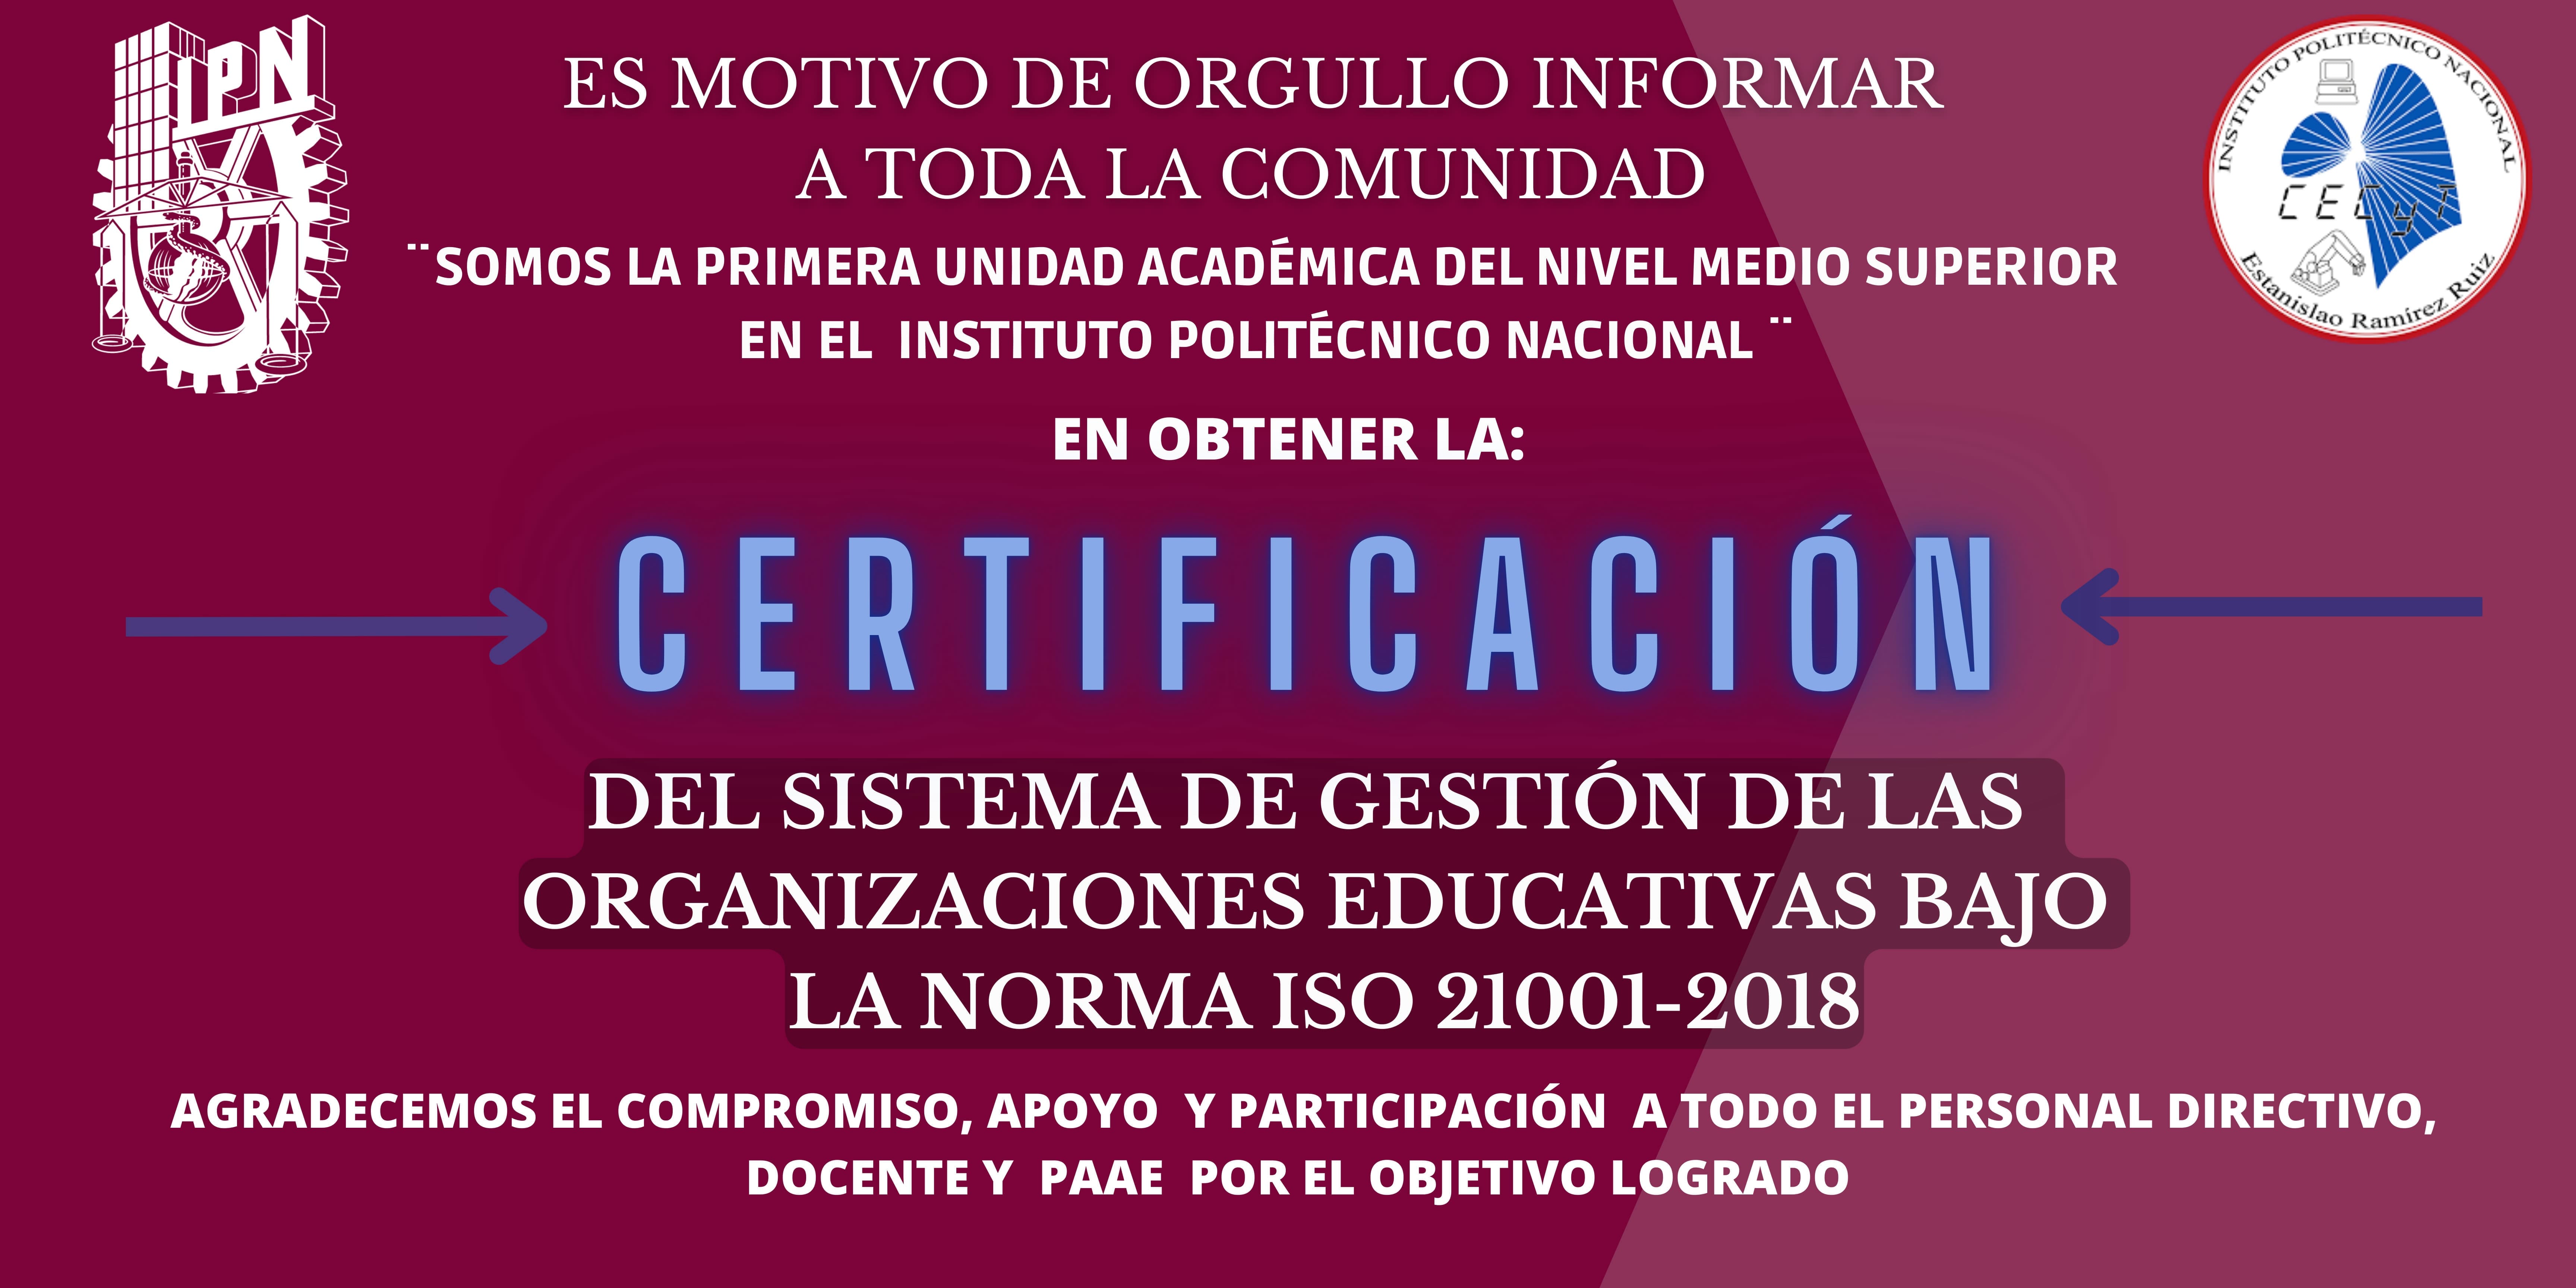 IPN
ES MOTIVO DE ORGULLO INFORMAR
A TODA LA COMUNIDAD
INSTITUTO POLITÉCNICO NACIONAL
CECyT
Estanislao Ramírez Ruiz
¨SOMOS LA PRIMERA UNIDAD ACADÉMICA DEL NIVEL MEDIO SUPERIOR
EN EL INSTITUTO POLITÉCNICO NACIONAL ¨
EN OBTENER LA:
CERTIFICACIÓN
DEL SISTEMA DE GESTIÓN DE LAS
ORGANIZACIONES EDUCATIVAS BAJO
LA NORMA ISO 21001-2018
AGRADECEMOS EL COMPROMISO, APOYO Y PARTICIPACIÓN A TODO EL PERSONAL DIRECTIVO,
DOCENTE Y PAAE POR EL OBJETIVO LOGRADO